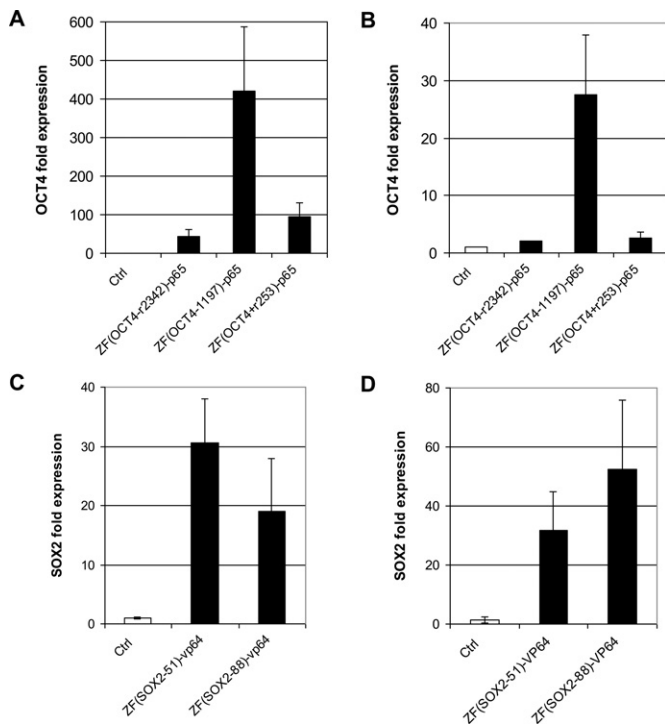 A
OCT4 fold expression
600
500
400
300
200
100
0
Ctrl
ZF(OCT4-r2342)-p65
ZF(OCT4-1197)-p65
ZF(OCT4+r253)-p65
B
OCT4 fold expression
40
30
20
10
0
Ctrl
ZF(OCT4-r2342)-p65
ZF(OCT4-1197)-p65
ZF(OCT4+r253)-p65
C
SOX2 fold expression
40
30
20
10
0
Ctrl
ZF(SOX2-51)-vp64
ZF(SOX2-88)-vp64
D
SOX2 fold expression
80
60
40
20
0
Ctrl
ZF(SOX2-51)-VP64
ZF(SOX2-88)-VP64